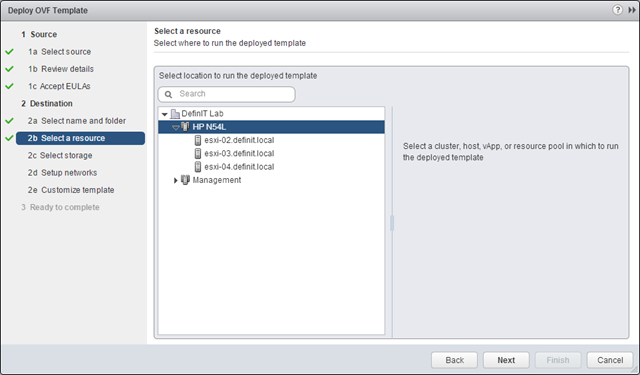 Deploy OVF Template
1 Source
1a Select source
1b Review details
1c Accept EULAs
2 Destination
2a Select name and folder
2b Select a resource
2c Select storage
2d Setup networks
2e Customize template
3 Ready to complete
Select a resource
Select where to run the deployed template
Select location to run the deployed template
Search
DefinIT Lab
HP N54L
esxi-02.definit.local
esxi-03.definit.local
esxi-04.definit.local
Management
Select a cluster, host, vApp, or resource pool in which to run
the deployed template
Back
Next
Finish
Cancel